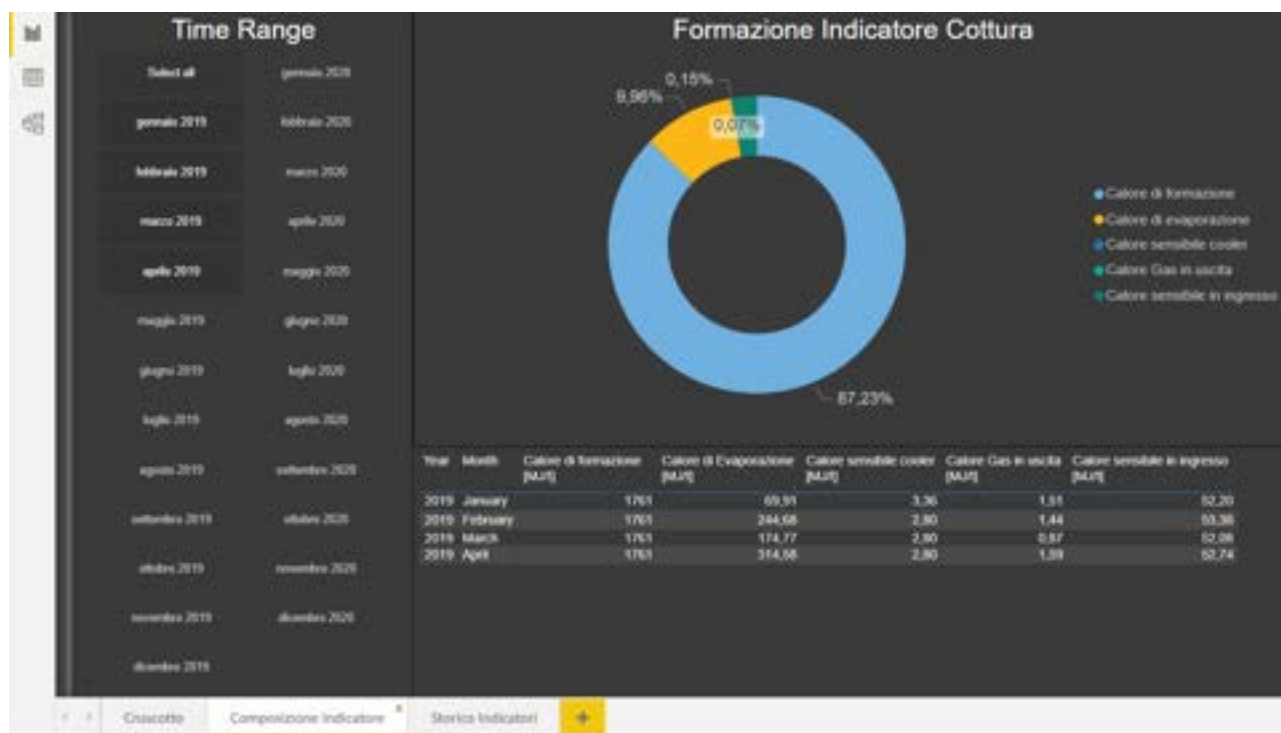 Time Range
Select all
gennaio 2019
febbraio 2019
marzo 2019
aprile 2019
maggio 2019
giugno 2019
luglio 2019
agosto 2019
settembre 2019
ottobre 2019
novembre 2019
dicembre 2019
gennaio 2020
febbraio 2020
marzo 2020
aprile 2020
maggio 2020
giugno 2020
luglio 2020
agosto 2020
settembre 2020
ottobre 2020
novembre 2020
dicembre 2020
Formazione Indicatore Cottura
0,15%
9,96%
0,07%
87,23%
Calore di formazione
Calore di evaporazione
Calore sensibile cooler
Calore Gas in uscita
Calore sensibile in ingresso
Year Month Calore di formazione [MJ/t] Calore di Evaporazione [MJ/t] Calore sensibile cooler [MJ/t] Calore Gas in uscita [MJ/t] Calore sensibile in ingresso [MJ/t]
2019 January 1761 69,91 3,36 1,51 52,20
2019 February 1761 244,68 2,80 1,44 53,38
2019 March 1761 174,77 2,80 0,87 52,08
2019 April 1761 314,58 2,80 1,59 52,74
Cruscotto
Composizione Indicatore
Storico Indicatori